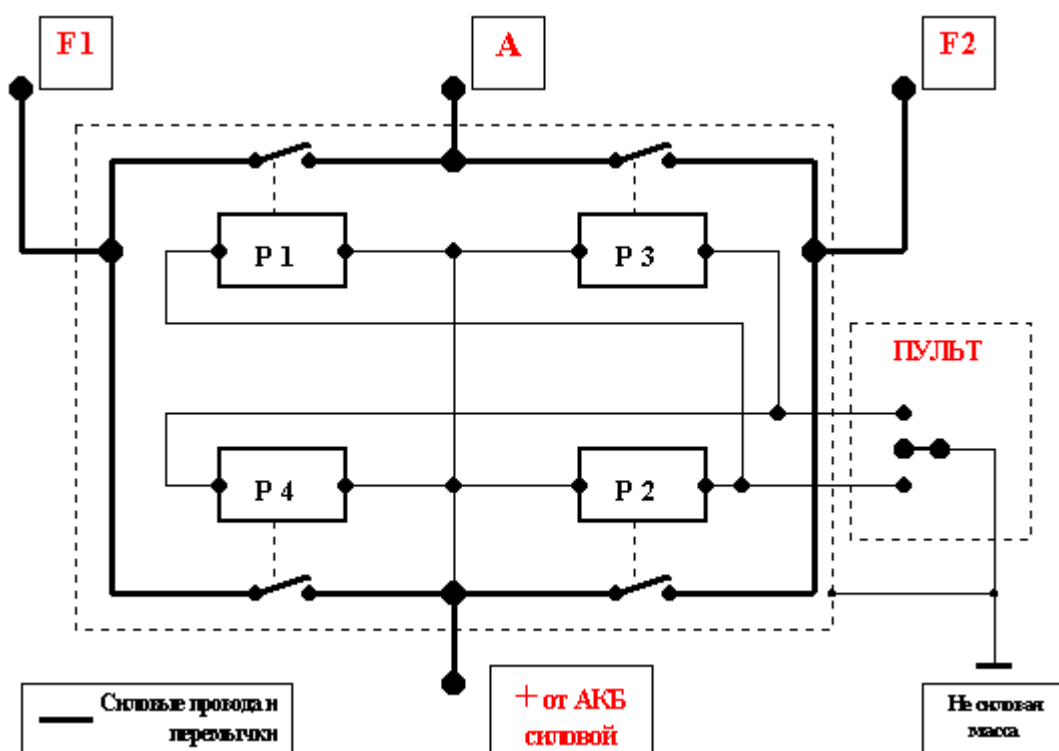 F1
A
F2
Р 1
Р 3
ПУЛЬТ
Р 4
Р 2
Силовые провода и
перемычки
+ от АКБ
силовой
Не силовая
масса